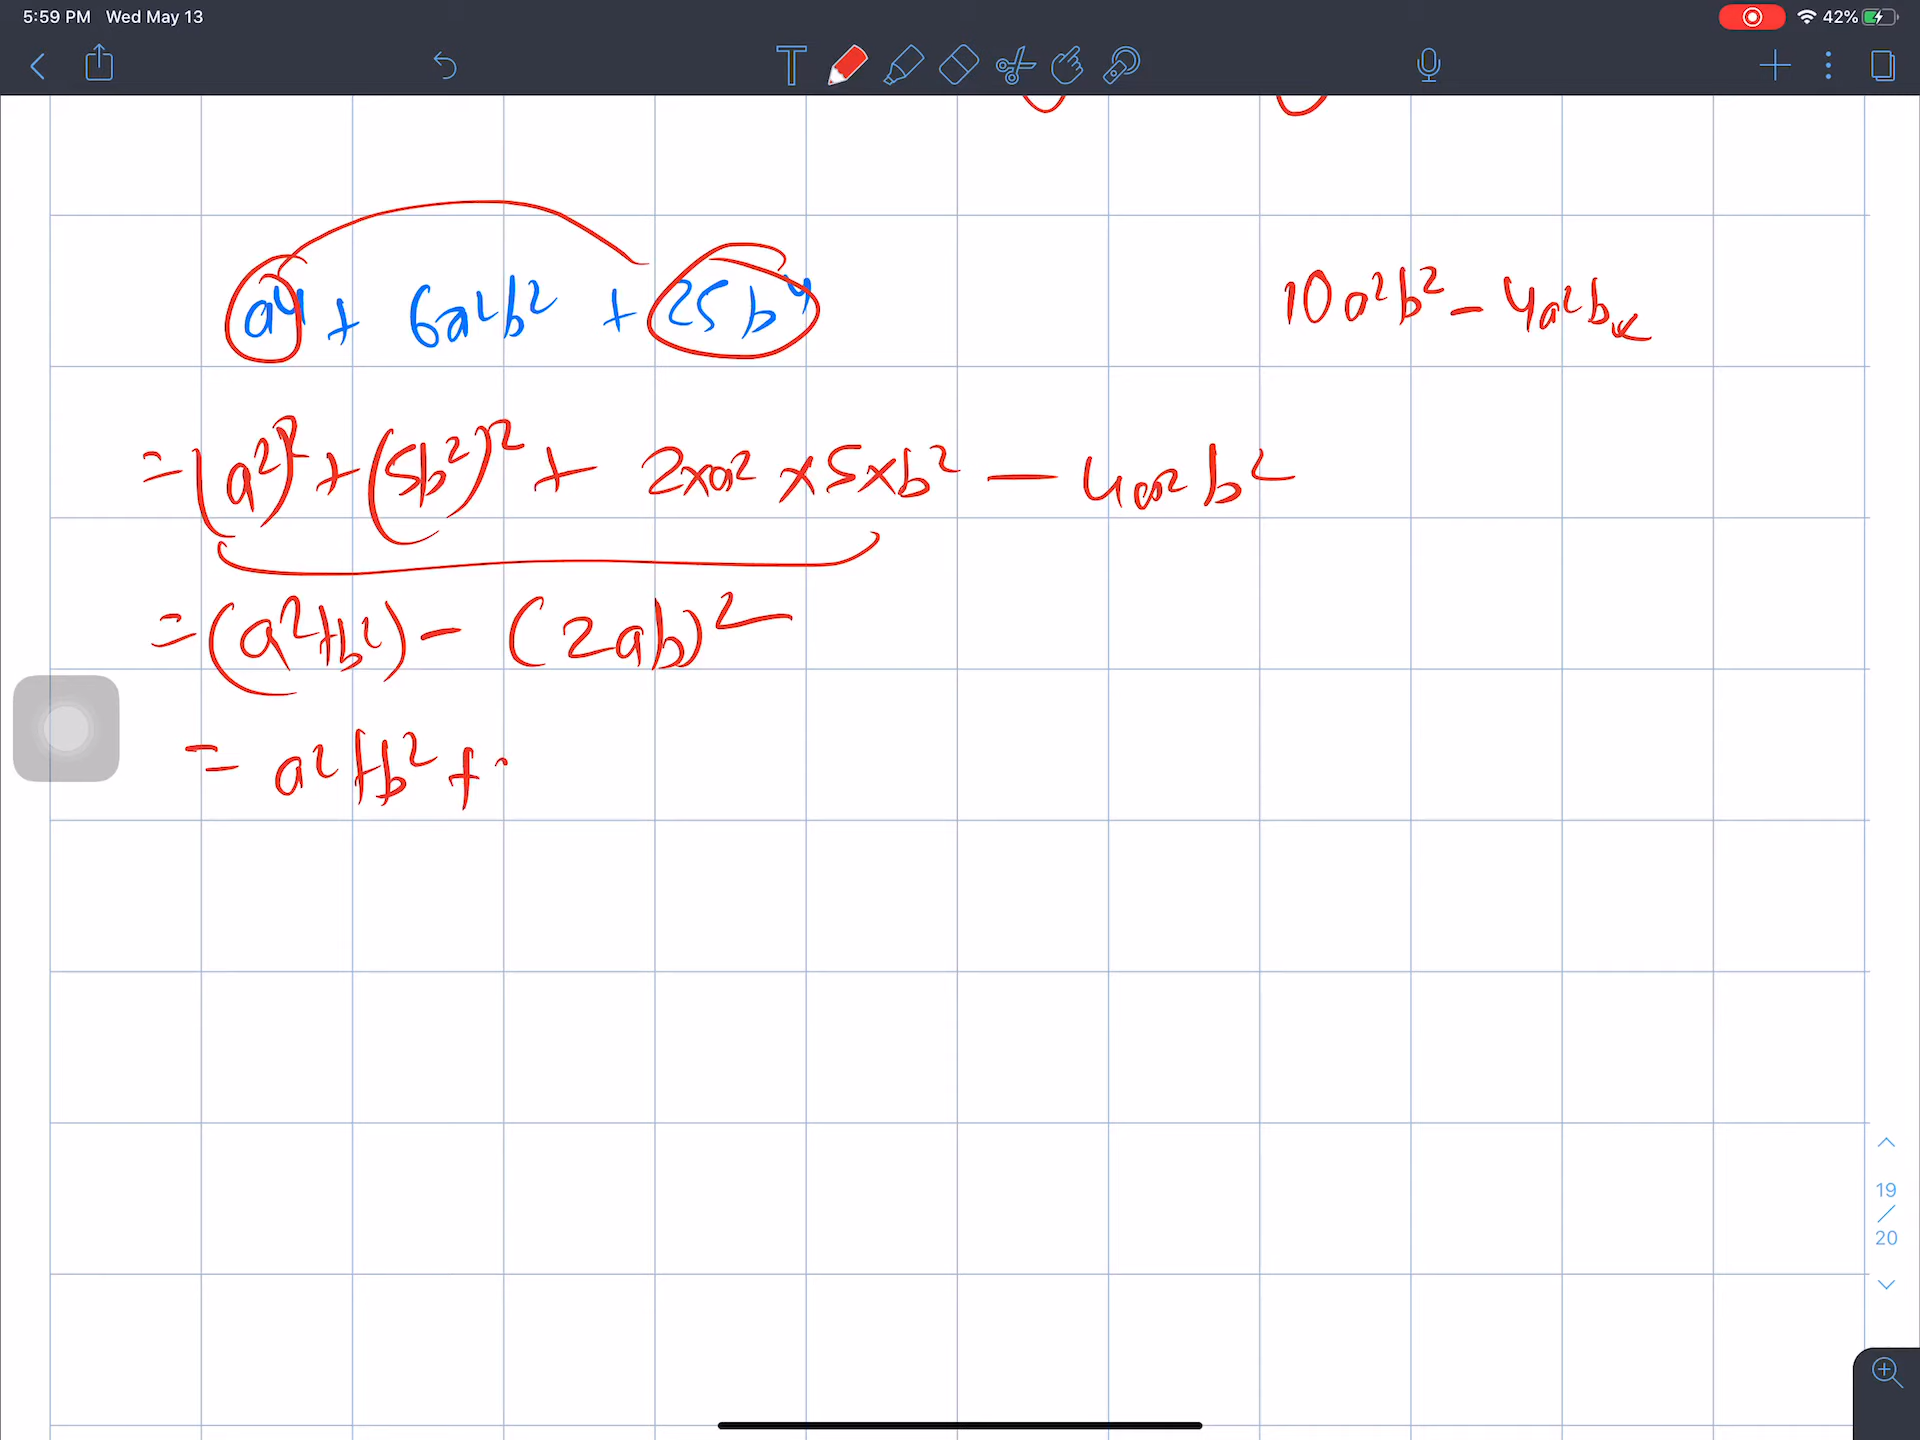 5:59 PM Wed May 13
42%
T
a⁴ + 6a²b² + 25b⁴
10a²b² - 4a²b
= (a²)² + (5b²)² + 2×a² ×5×b² - 4a²b²
= (a²+b²) - (2ab)²
= a²+b² +
19
/
20